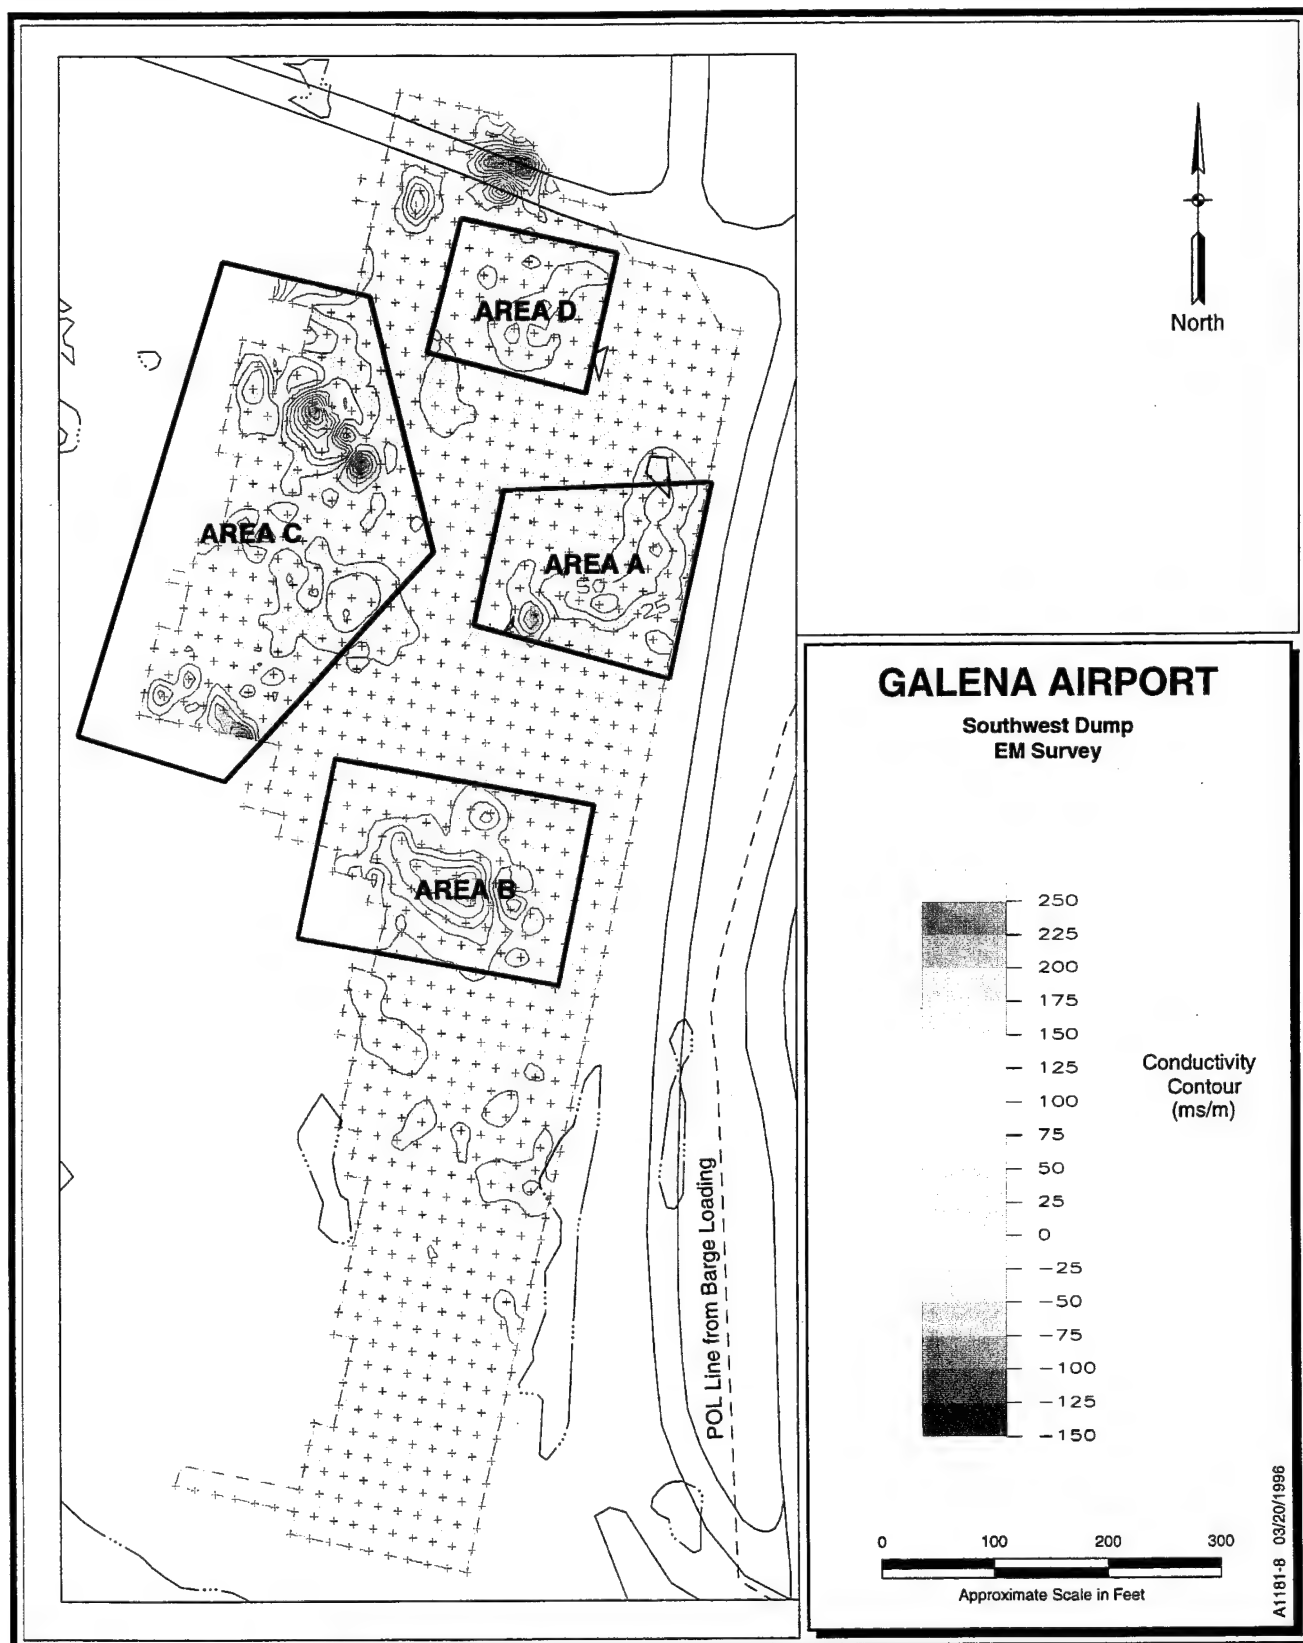 North
AREA D
AREA C
AREA A
50
25
AREA B
POL Line from Barge Loading
GALENA AIRPORT
Southwest Dump
EM Survey
250
225
200
175
150
125
100
75
50
25
0
−25
−50
−75
−100
−125
−150
Conductivity
Contour
(ms/m)
0 100 200 300
Approximate Scale in Feet
A1181-8 03/20/1996